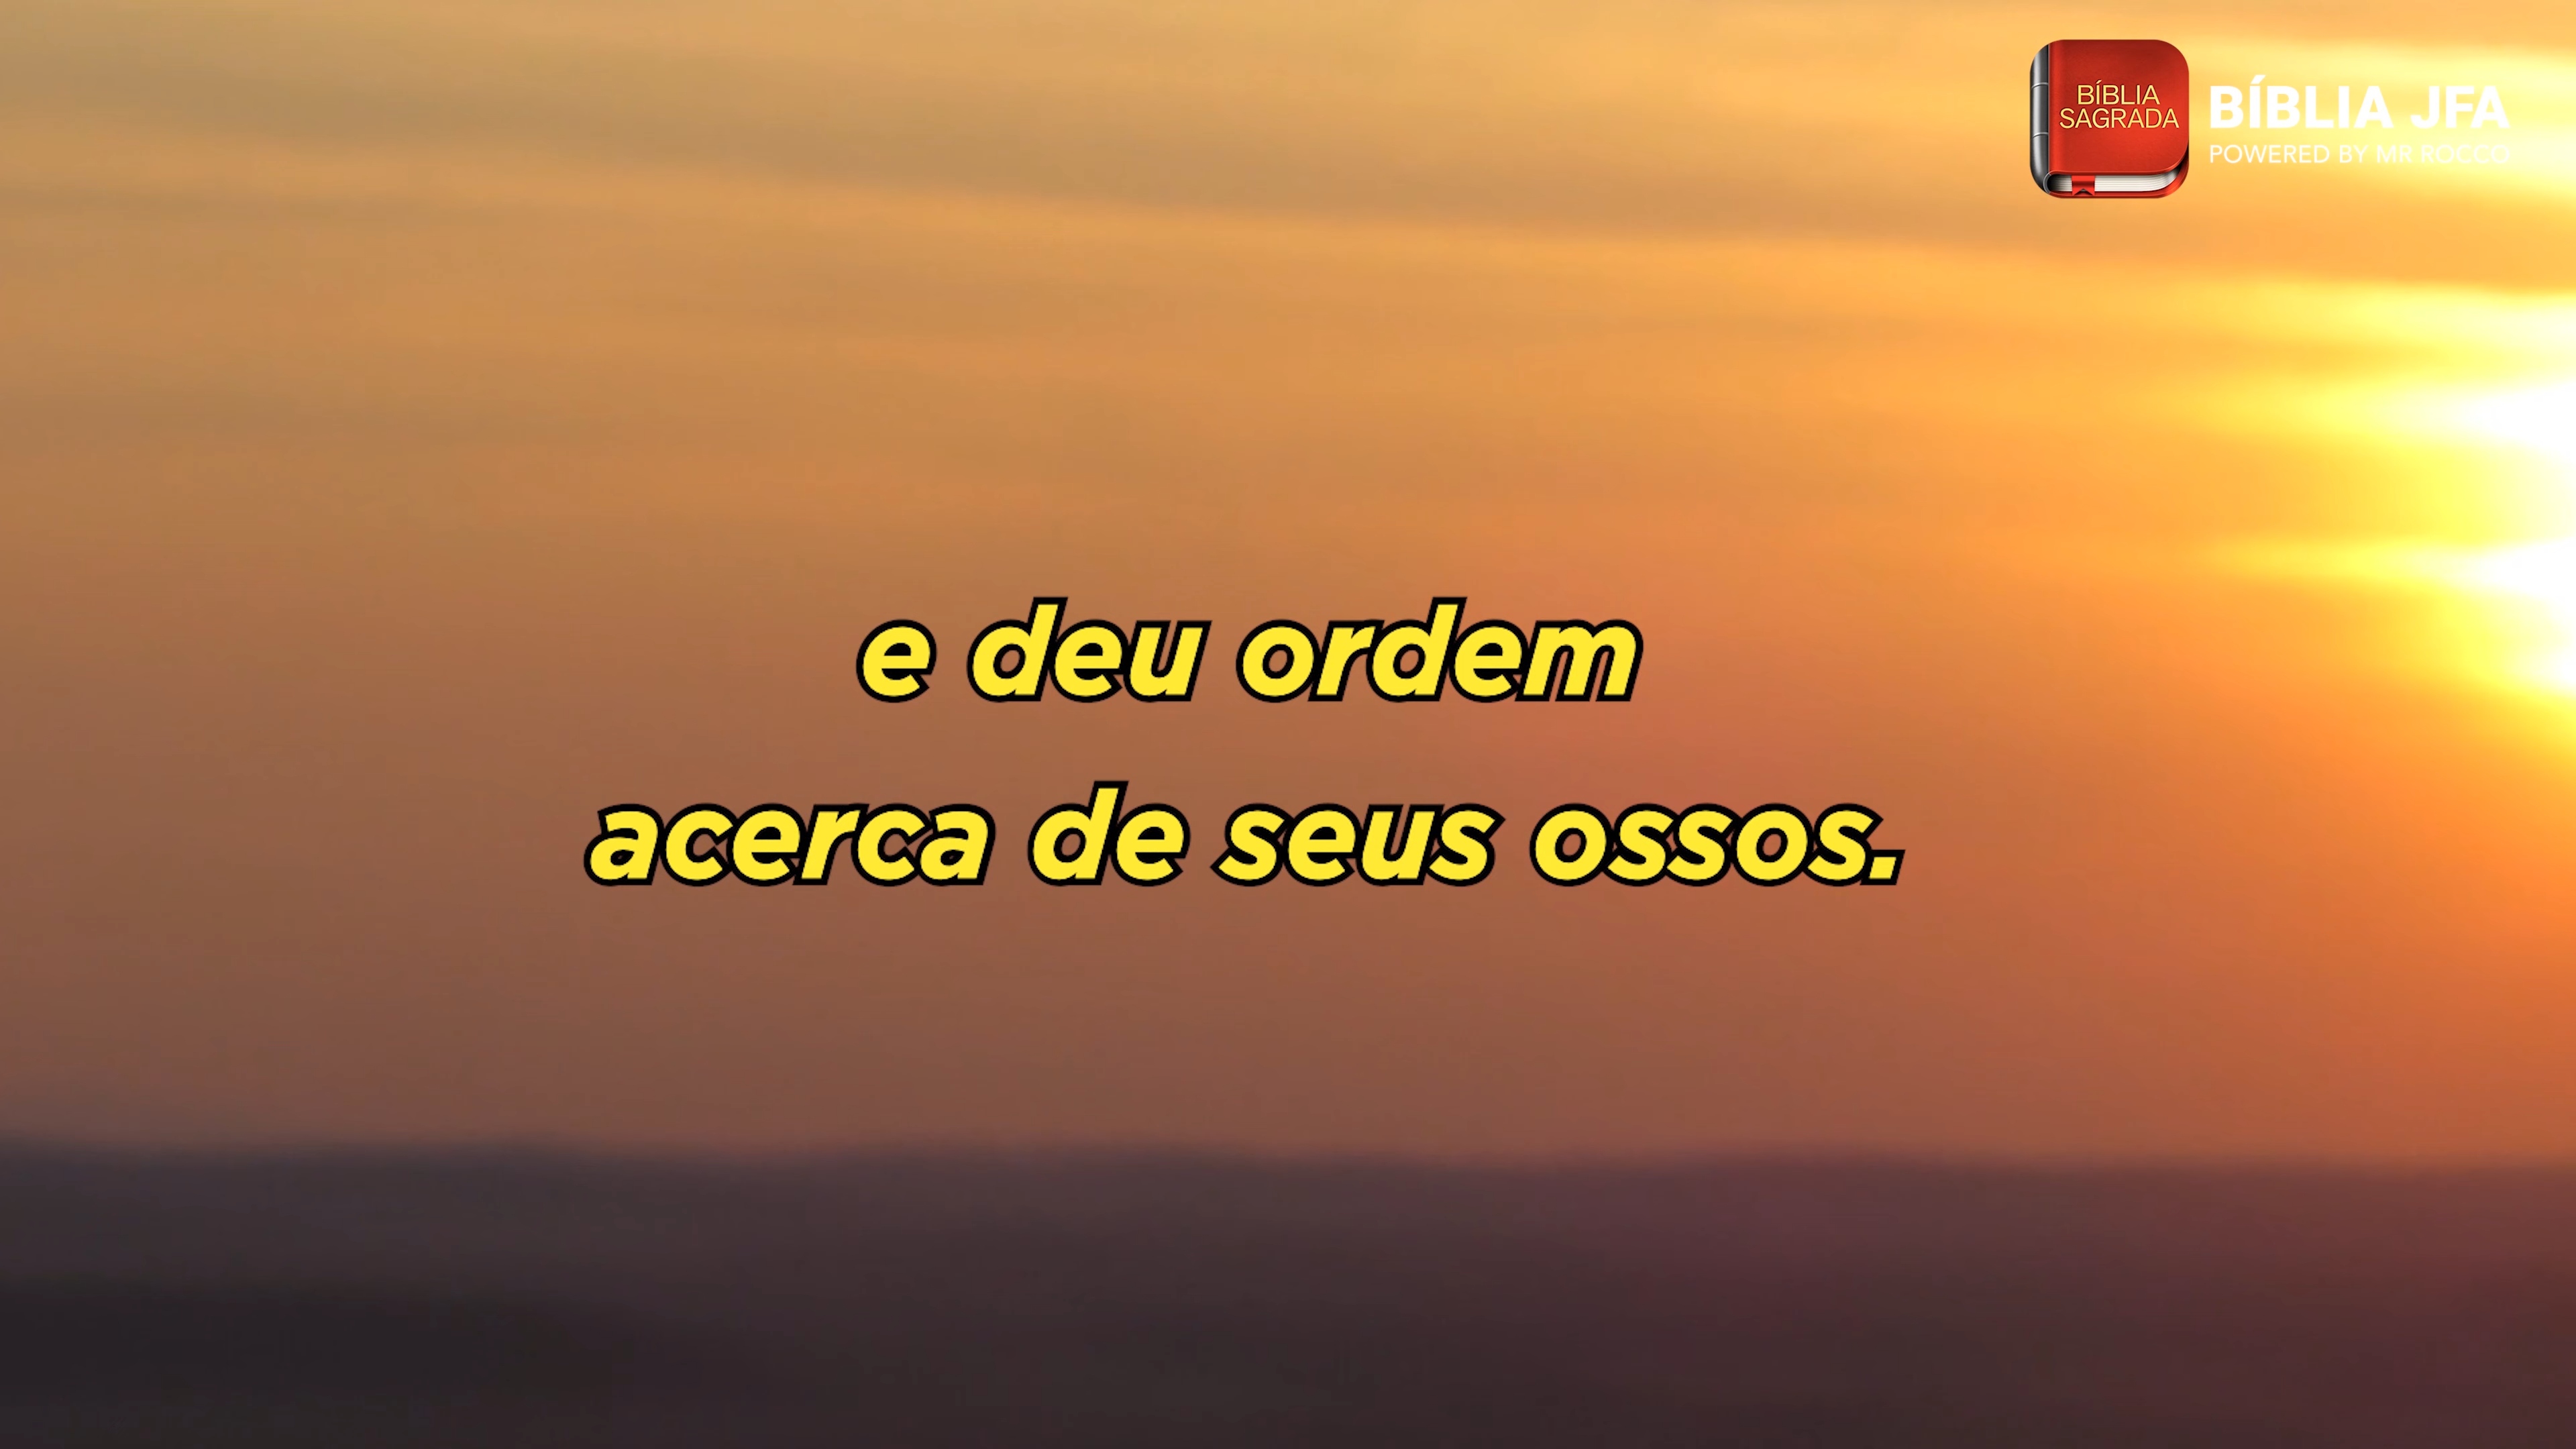 BÍBLIA
SAGRADA
BÍBLIA JFA
POWERED BY MR ROCCO
e deu ordem
acerca de seus ossos.